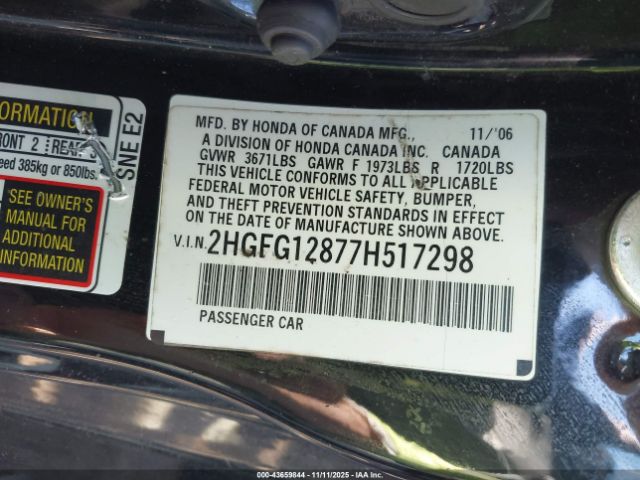 ORMATION
RONT 2 REAR
eed 385kg or 850lbs.
SNE E2
'SEE OWNER'S
MANUAL FOR
ADDITIONAL
INFORMATION
MFD. BY HONDA OF CANADA MFG., 11/'06
A DIVISION OF HONDA CANADA INC. CANADA
GVWR 3671LBS GAWR F 1973LBS R 1720LBS
THIS VEHICLE CONFORMS TO ALL APPLICABLE
FEDERAL MOTOR VEHICLE SAFETY, BUMPER,
AND THEFT PREVENTION STANDARDS IN EFFECT
ON THE DATE OF MANUFACTURE SHOWN ABOVE.
V.I.N. 2HGFG12877H517298
PASSENGER CAR
000-43659844 - 11/11/2025 - IAA Inc.